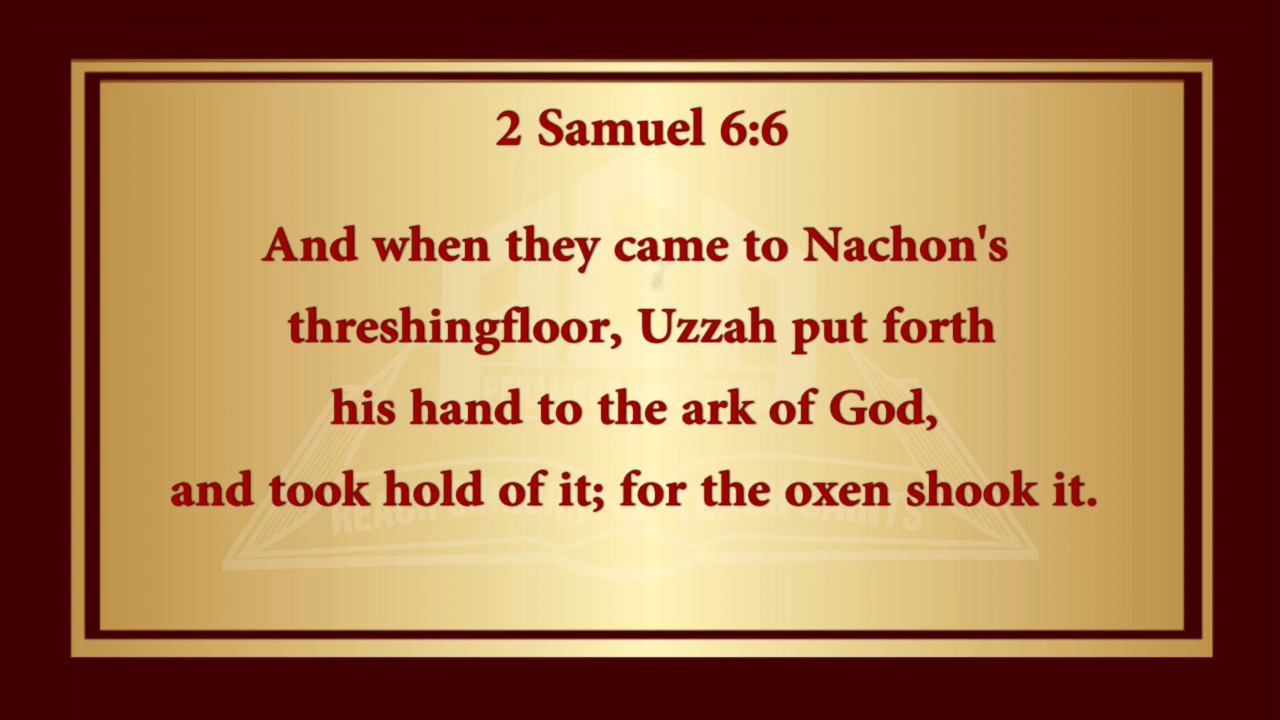 2 Samuel 6:6
And when they came to Nachon's
threshingfloor, Uzzah put forth
his hand to the ark of God,
and took hold of it; for the oxen shook it.